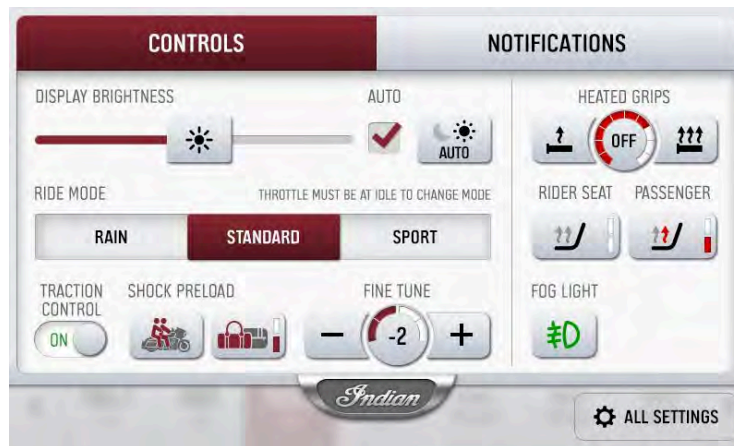 CONTROLS
NOTIFICATIONS
DISPLAY BRIGHTNESS
AUTO
AUTO
RIDE MODE
THROTTLE MUST BE AT IDLE TO CHANGE MODE
RAIN
STANDARD
SPORT
TRACTION
CONTROL
ON
SHOCK PRELOAD
FINE TUNE
-2
+
HEATED GRIPS
OFF
RIDER SEAT
PASSENGER
FOG LIGHT
Indian
ALL SETTINGS